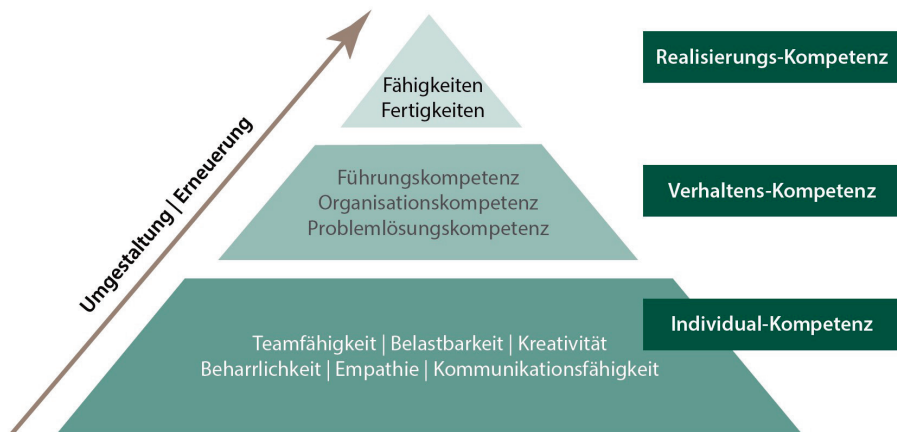 Fähigkeiten
Fertigkeiten
Realisierungs-Kompetenz
Umgestaltung | Erneuerung
Führungskompetenz
Organisationskompetenz
Problemlösungskompetenz
Verhaltens-Kompetenz
Teamfähigkeit | Belastbarkeit | Kreativität
Beharrlichkeit | Empathie | Kommunikationsfähigkeit
Individual-Kompetenz